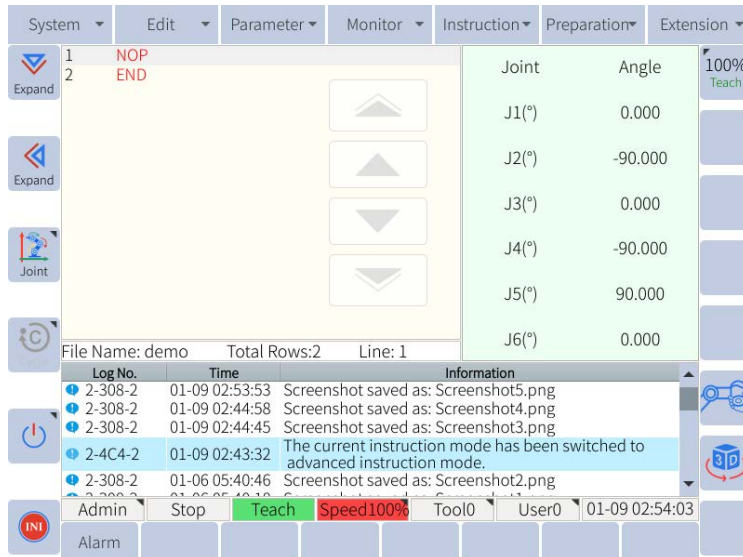 System Edit Parameter Monitor Instruction Preparation Extension
1 NOP
2 END
Expand
Expand
Joint
File Name: demo Total Rows:2 Line: 1
Joint Angle
J1(°) 0.000
J2(°) -90.000
J3(°) 0.000
J4(°) -90.000
J5(°) 90.000
J6(°) 0.000
100%
Teach
Log No. Time Information
2-308-2 01-09 02:53:53 Screenshot saved as: Screenshot5.png
2-308-2 01-09 02:44:58 Screenshot saved as: Screenshot4.png
2-308-2 01-09 02:44:45 Screenshot saved as: Screenshot3.png
2-4C4-2 01-09 02:43:32 The current instruction mode has been switched to
advanced instruction mode.
2-308-2 01-06 05:40:46 Screenshot saved as: Screenshot2.png
3D
INI
Admin Stop Teach Speed100% Tool0 User0 01-09 02:54:03
Alarm